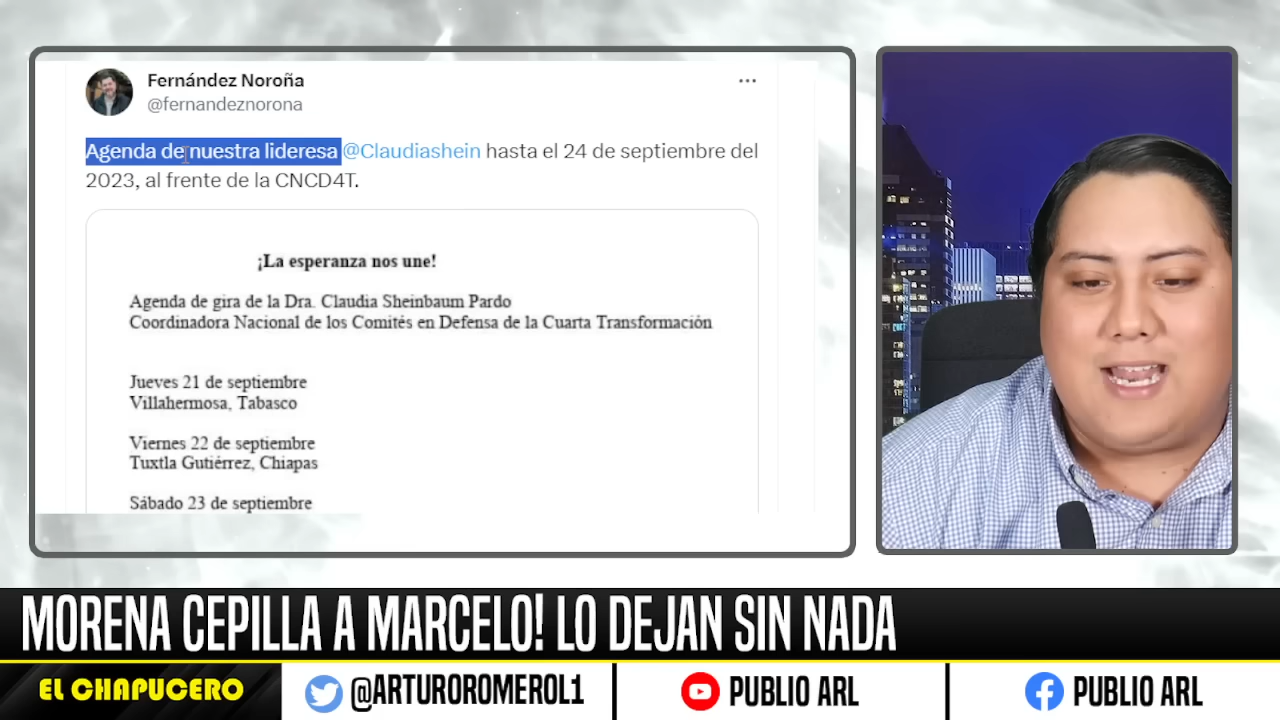 Fernández Noroña
@fernandeznorona
Agenda de nuestra lideresa @Claudiashein hasta el 24 de septiembre del
2023, al frente de la CNCD4T.
¡La esperanza nos une!
Agenda de gira de la Dra. Claudia Sheinbaum Pardo
Coordinadora Nacional de los Comités en Defensa de la Cuarta Transformación
Jueves 21 de septiembre
Villahermosa, Tabasco
Viernes 22 de septiembre
Tuxtla Gutiérrez, Chiapas
Sábado 23 de septiembre
MORENA CEPILLA A MARCELO! LO DEJAN SIN NADA
EL CHAPUCERO
@ARTUROROMEROL1
PUBLIO ARL
PUBLIO ARL